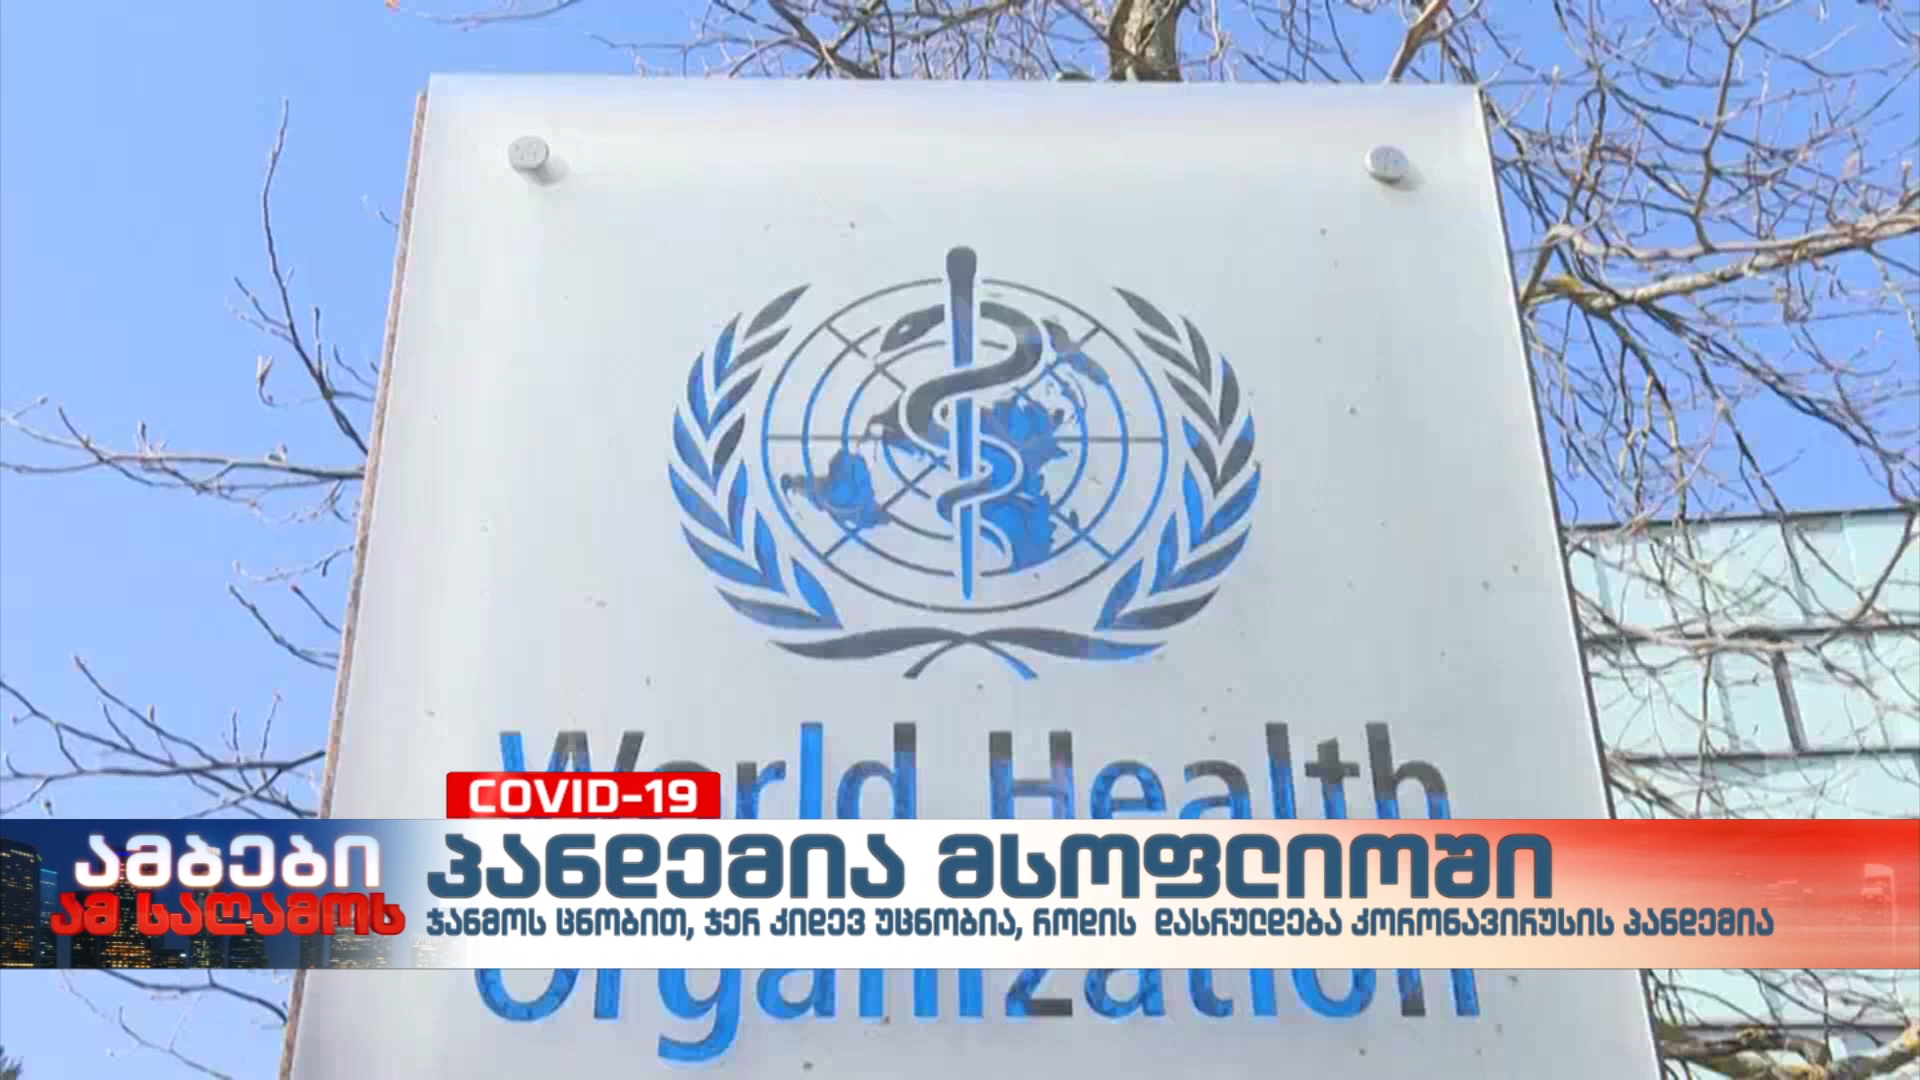 World Health
COVID-19
ამბები
ამ საღამოს
პანდემია მსოფლიოში
ჯანმოს ცნობით, ჯერ კიდევ უცნობია, როდის დასრულდება კორონავირუსის პანდემია
Organization